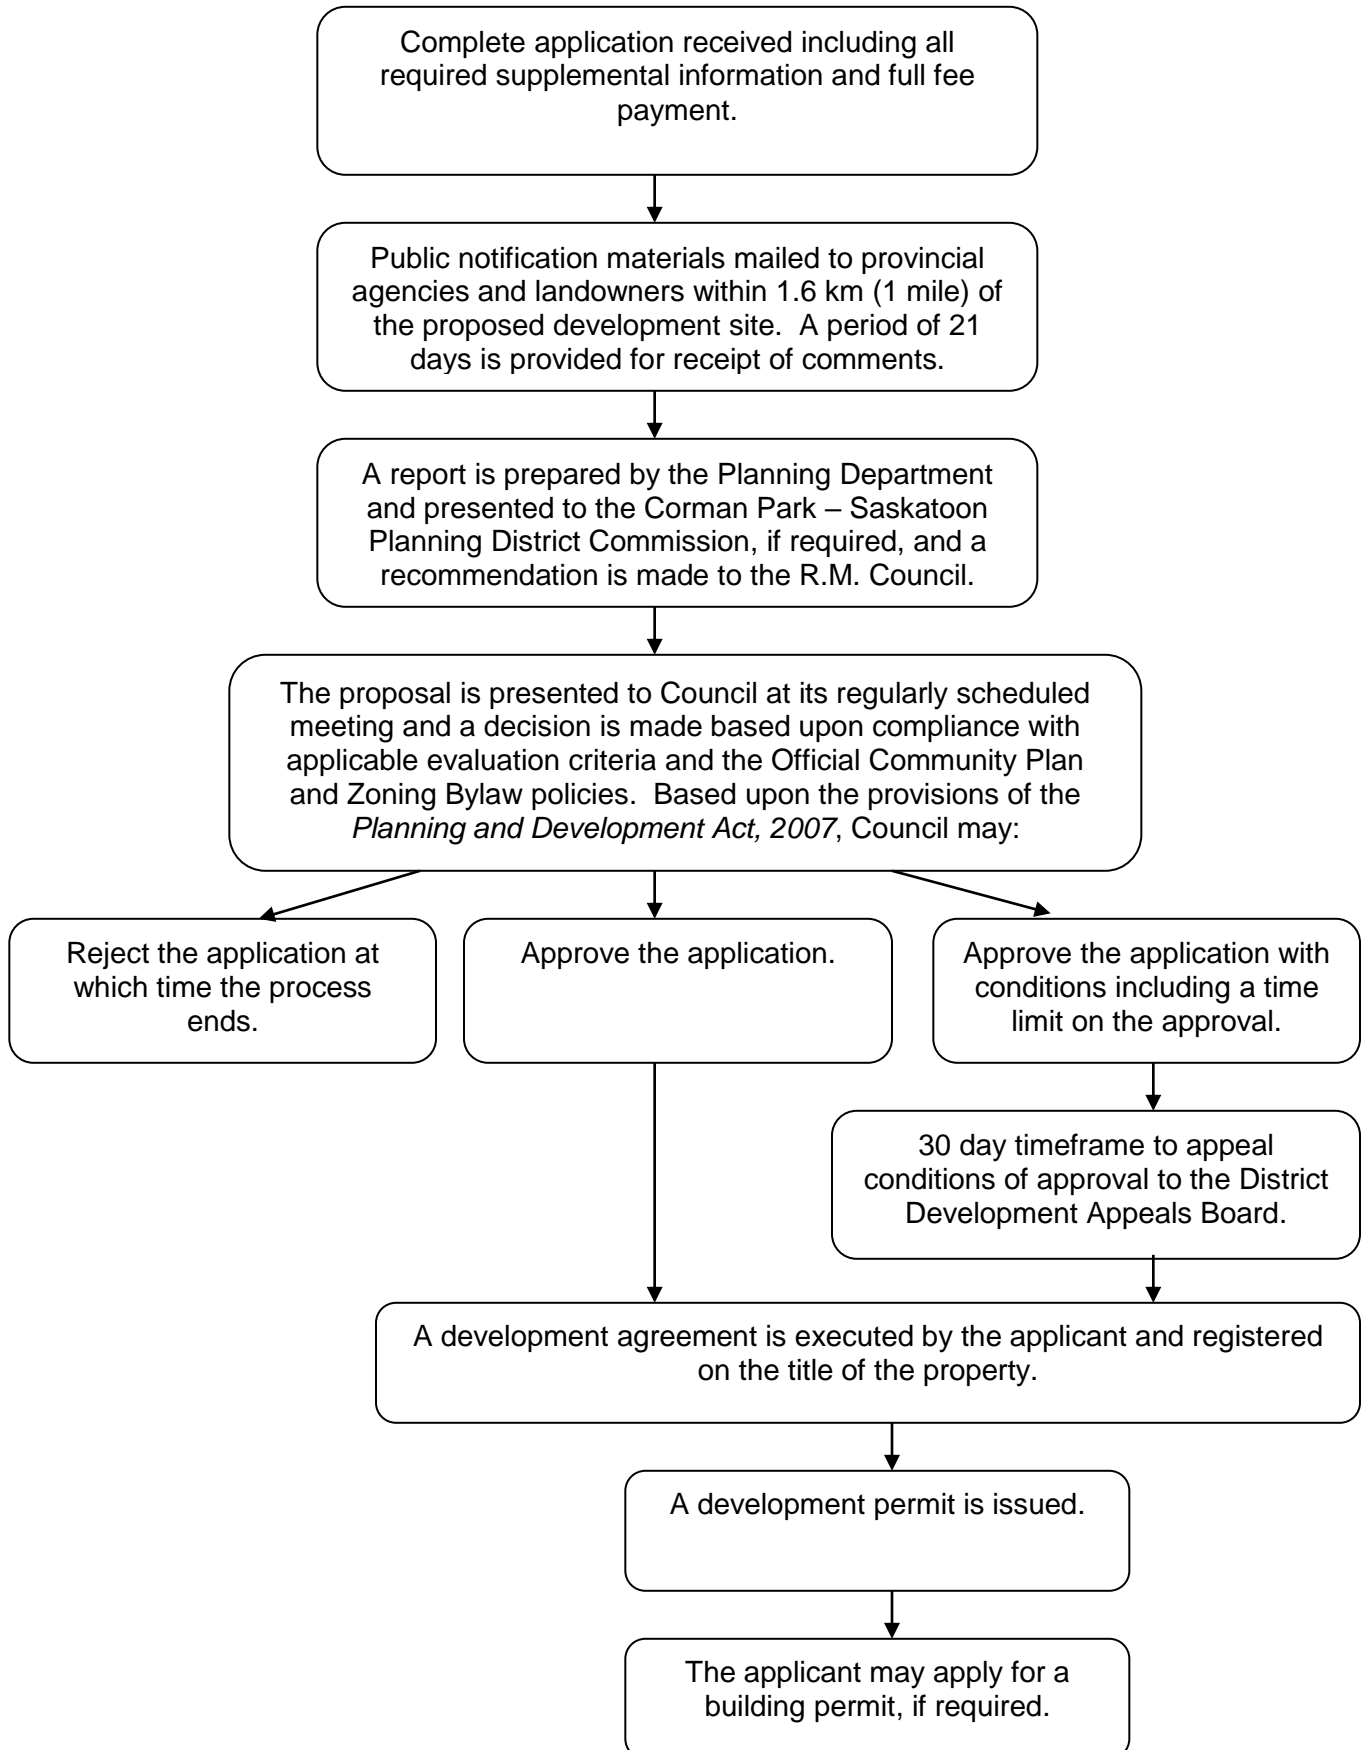 Complete application received including all
required supplemental information and full fee
payment.
Public notification materials mailed to provincial
agencies and landowners within 1.6 km (1 mile) of
the proposed development site.  A period of 21
days is provided for receipt of comments.
A report is prepared by the Planning Department
and presented to the Corman Park – Saskatoon
Planning District Commission, if required, and a
recommendation is made to the R.M. Council.
The proposal is presented to Council at its regularly scheduled
meeting and a decision is made based upon compliance with
applicable evaluation criteria and the Official Community Plan
and Zoning Bylaw policies.  Based upon the provisions of the
Planning and Development Act, 2007, Council may:
Reject the application at
which time the process
ends.
Approve the application.
Approve the application with
conditions including a time
limit on the approval.
30 day timeframe to appeal
conditions of approval to the District
Development Appeals Board.
A development agreement is executed by the applicant and registered
on the title of the property.
A development permit is issued.
The applicant may apply for a
building permit, if required.